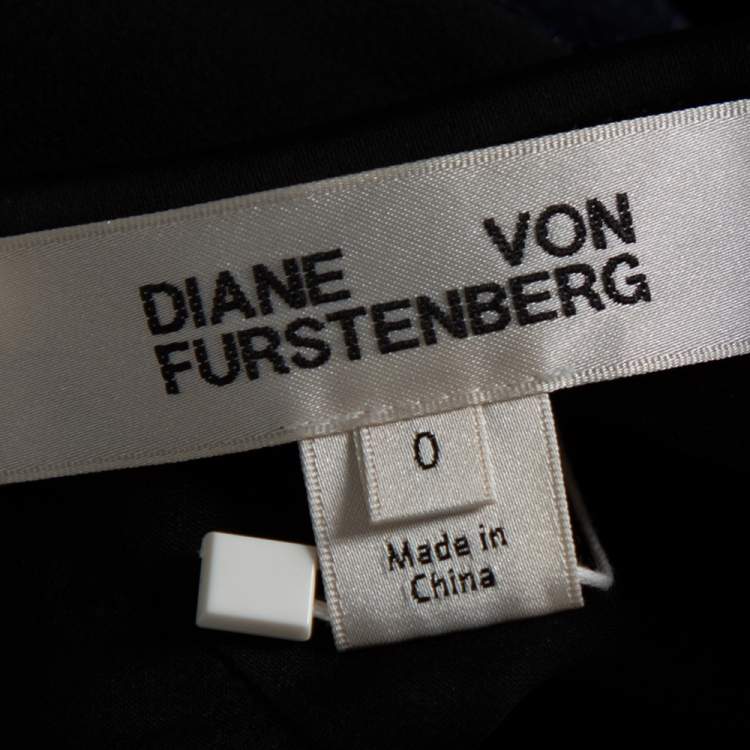 DIANE VON
FURSTENBERG
0
Made in
China